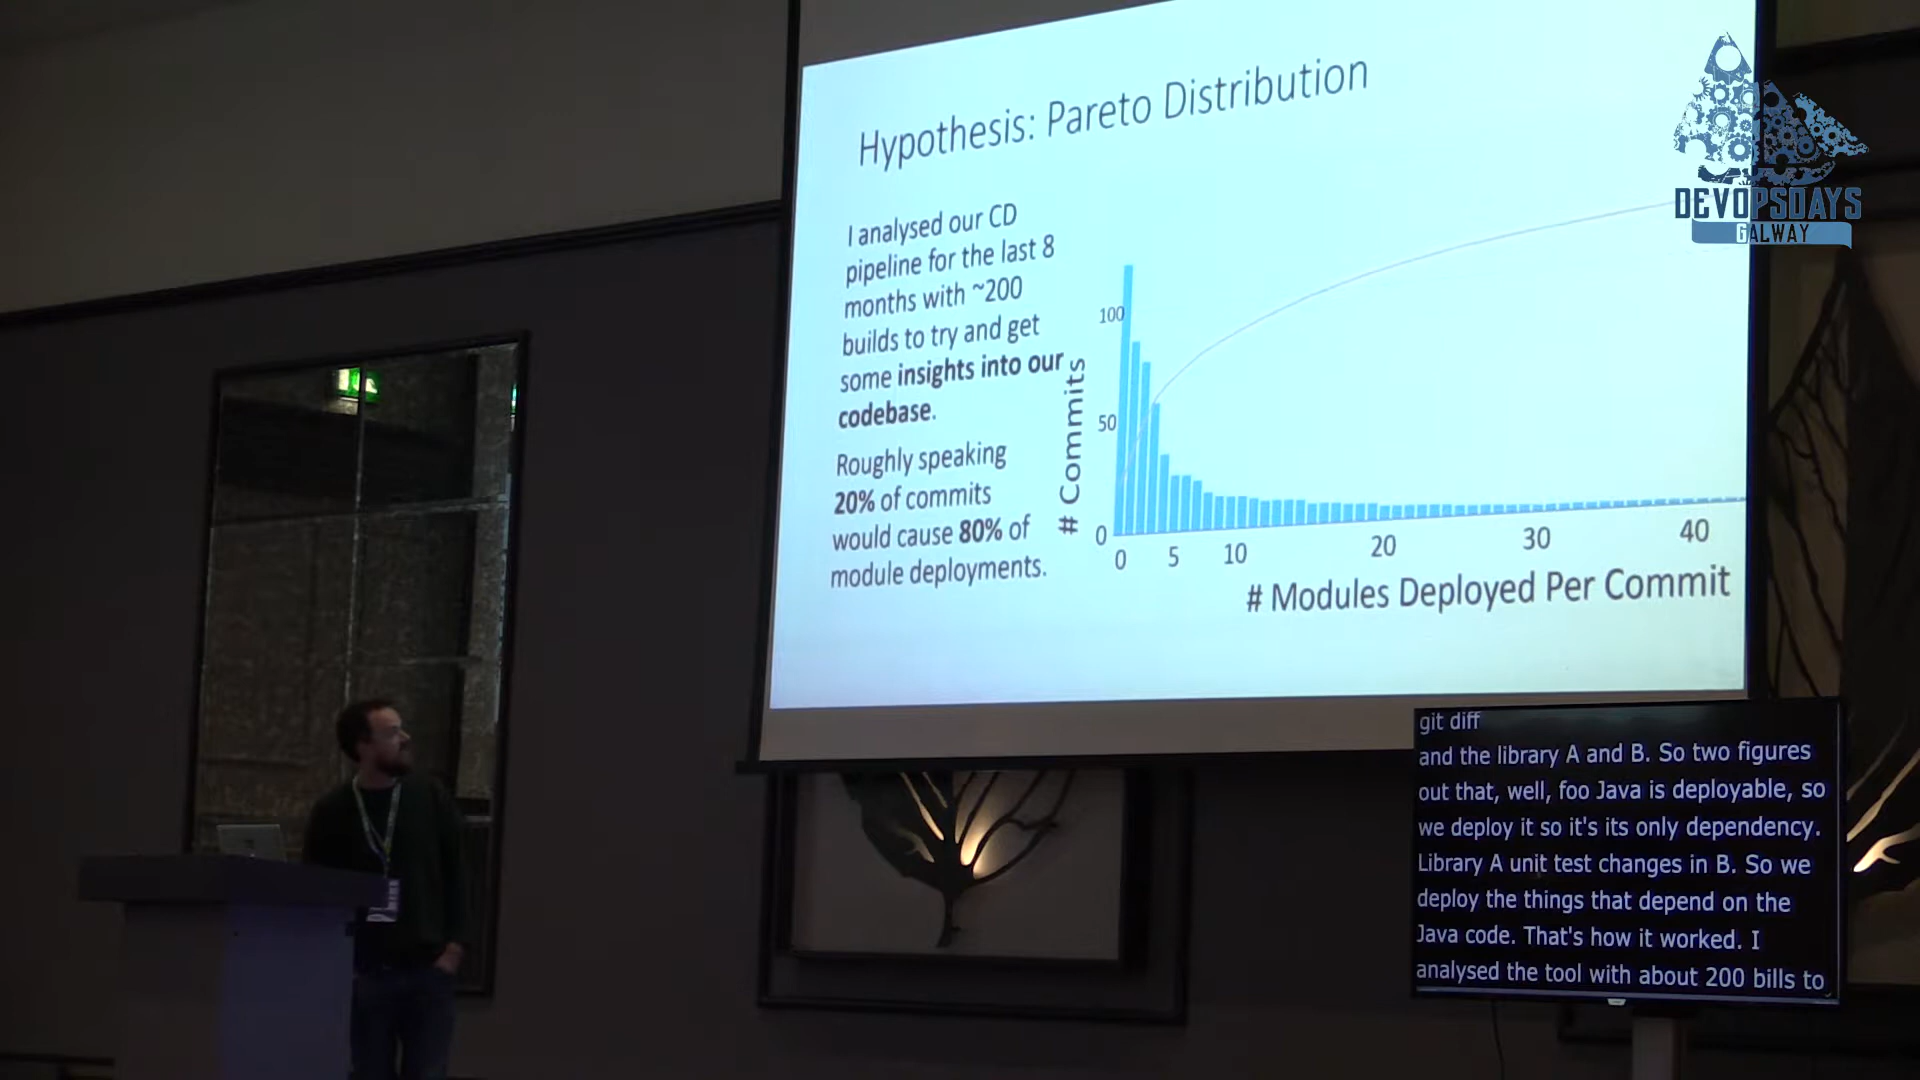 Hypothesis: Pareto Distribution
I analysed our CD
pipeline for the last 8
months with ~200
builds to try and get
some insights into our
codebase.
Roughly speaking
20% of commits
would cause 80% of
module deployments.
# Commits
100
50
0
0 5 10 20 30 40
# Modules Deployed Per Commit
DEVOPSDAYS
GALWAY
git diff
and the library A and B. So two figures
out that, well, foo Java is deployable, so
we deploy it so it's its only dependency.
Library A unit test changes in B. So we
deploy the things that depend on the
Java code. That's how it worked. I
analysed the tool with about 200 bills to